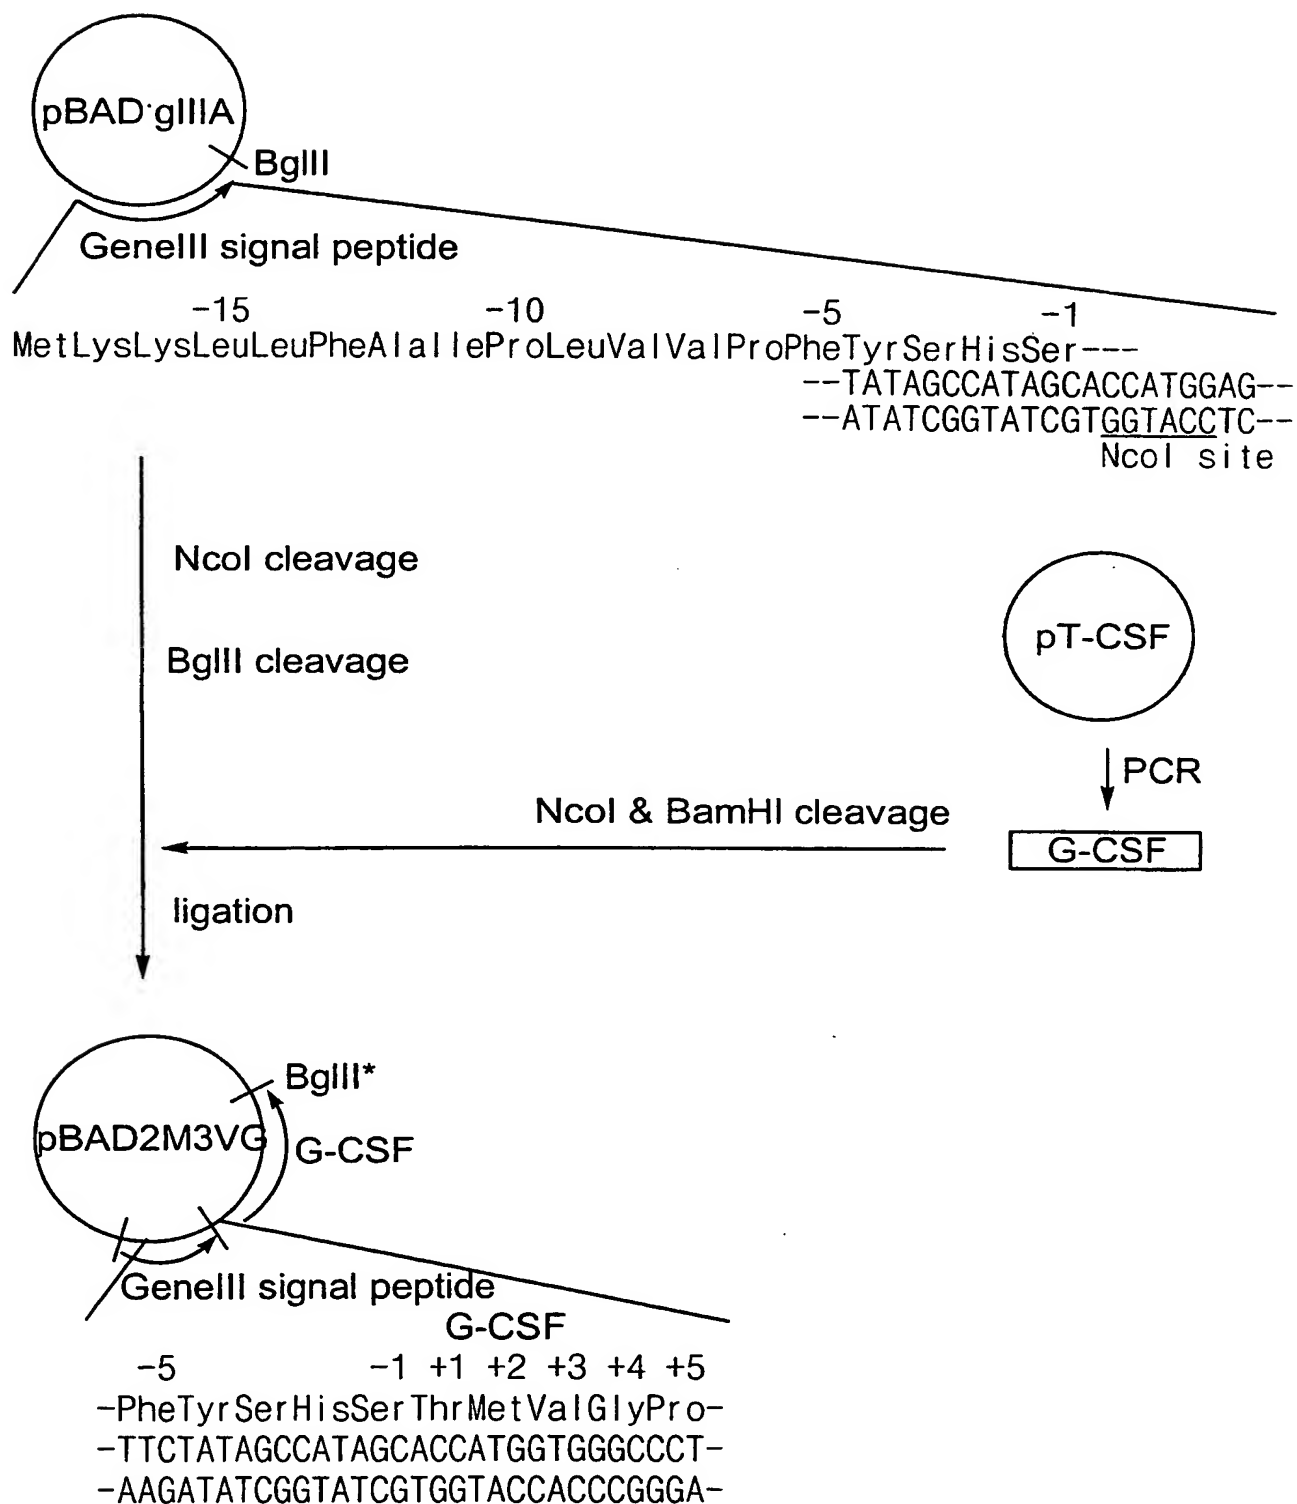 pBAD·gIIIA
BglII
GeneIII signal peptide
-15 -10 -5 -1
MetLysLysLeuLeuPheAlaIleProLeuValValProPheTyrSerHisSer----
--TATAGCCATAGCACCATGGAG--
--ATATCGGTATCGTGGTACCTC--
NcoI site
NcoI cleavage
BglII cleavage
pT-CSF
PCR
NcoI & BamHI cleavage
G-CSF
ligation
BglII*
pBAD2M3VG
G-CSF
GeneIII signal peptide
G-CSF
-5 -1 +1 +2 +3 +4 +5
-PheTyrSerHisSerThrMetValGlyPro-
-TTCTATAGCCATAGCACCATGGTGGGCCCT-
-AAGATATCGGTATCGTGGTACCACCCGGGA-